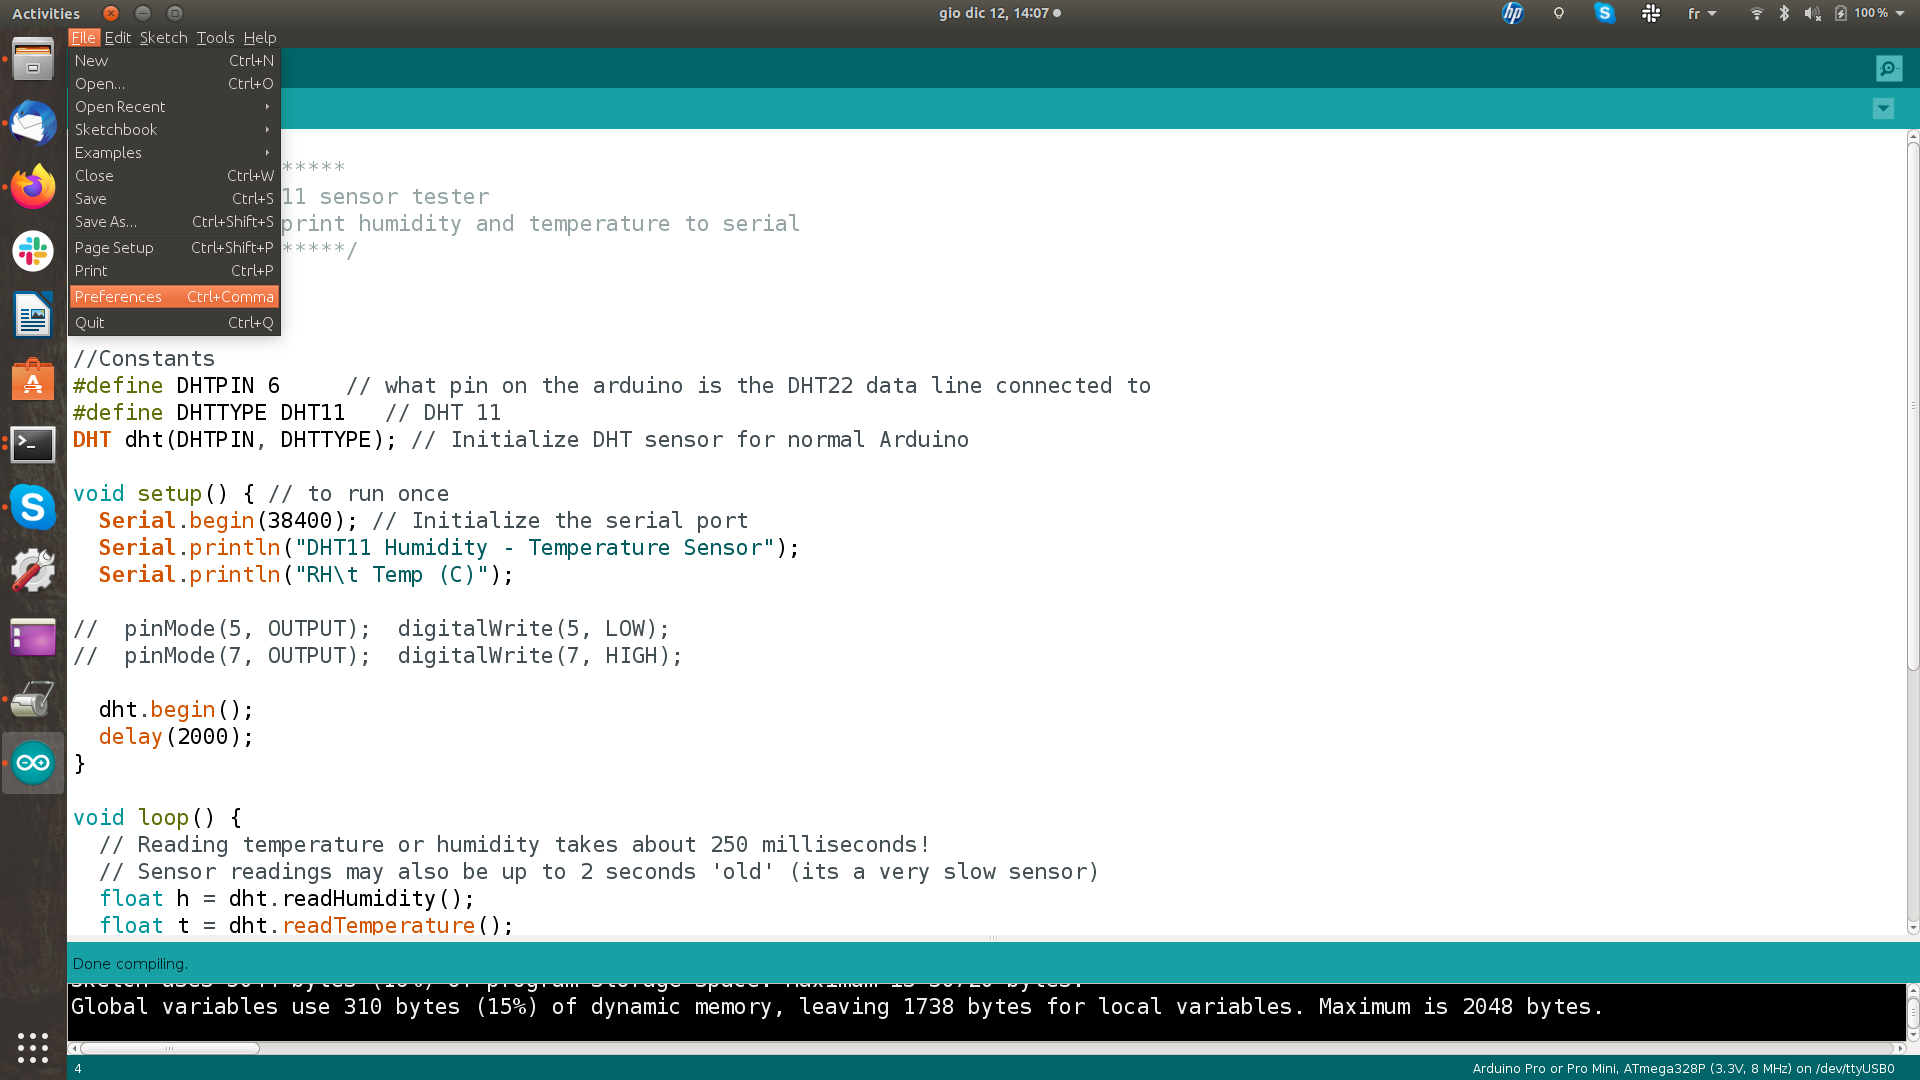 Activities
gio dic 12, 14:07
hp
fr
100 %
File Edit Sketch Tools Help
New Ctrl+N
Open... Ctrl+O
Open Recent
Sketchbook
Examples
Close Ctrl+W
Save Ctrl+S
Save As... Ctrl+Shift+S
Page Setup Ctrl+Shift+P
Print Ctrl+P
Preferences Ctrl+Comma
Quit Ctrl+Q
*****
11 sensor tester
print humidity and temperature to serial
*****/
//Constants
#define DHTPIN 6     // what pin on the arduino is the DHT22 data line connected to
#define DHTTYPE DHT11   // DHT 11
DHT dht(DHTPIN, DHTTYPE); // Initialize DHT sensor for normal Arduino
void setup() { // to run once
  Serial.begin(38400); // Initialize the serial port
  Serial.println("DHT11 Humidity - Temperature Sensor");
  Serial.println("RH\t Temp (C)");
//  pinMode(5, OUTPUT);  digitalWrite(5, LOW);
//  pinMode(7, OUTPUT);  digitalWrite(7, HIGH);
  dht.begin();
  delay(2000);
}
void loop() {
  // Reading temperature or humidity takes about 250 milliseconds!
  // Sensor readings may also be up to 2 seconds 'old' (its a very slow sensor)
  float h = dht.readHumidity();
  float t = dht.readTemperature();
Done compiling.
Global variables use 310 bytes (15%) of dynamic memory, leaving 1738 bytes for local variables. Maximum is 2048 bytes.
4
Arduino Pro or Pro Mini, ATmega328P (3.3V, 8 MHz) on /dev/ttyUSB0